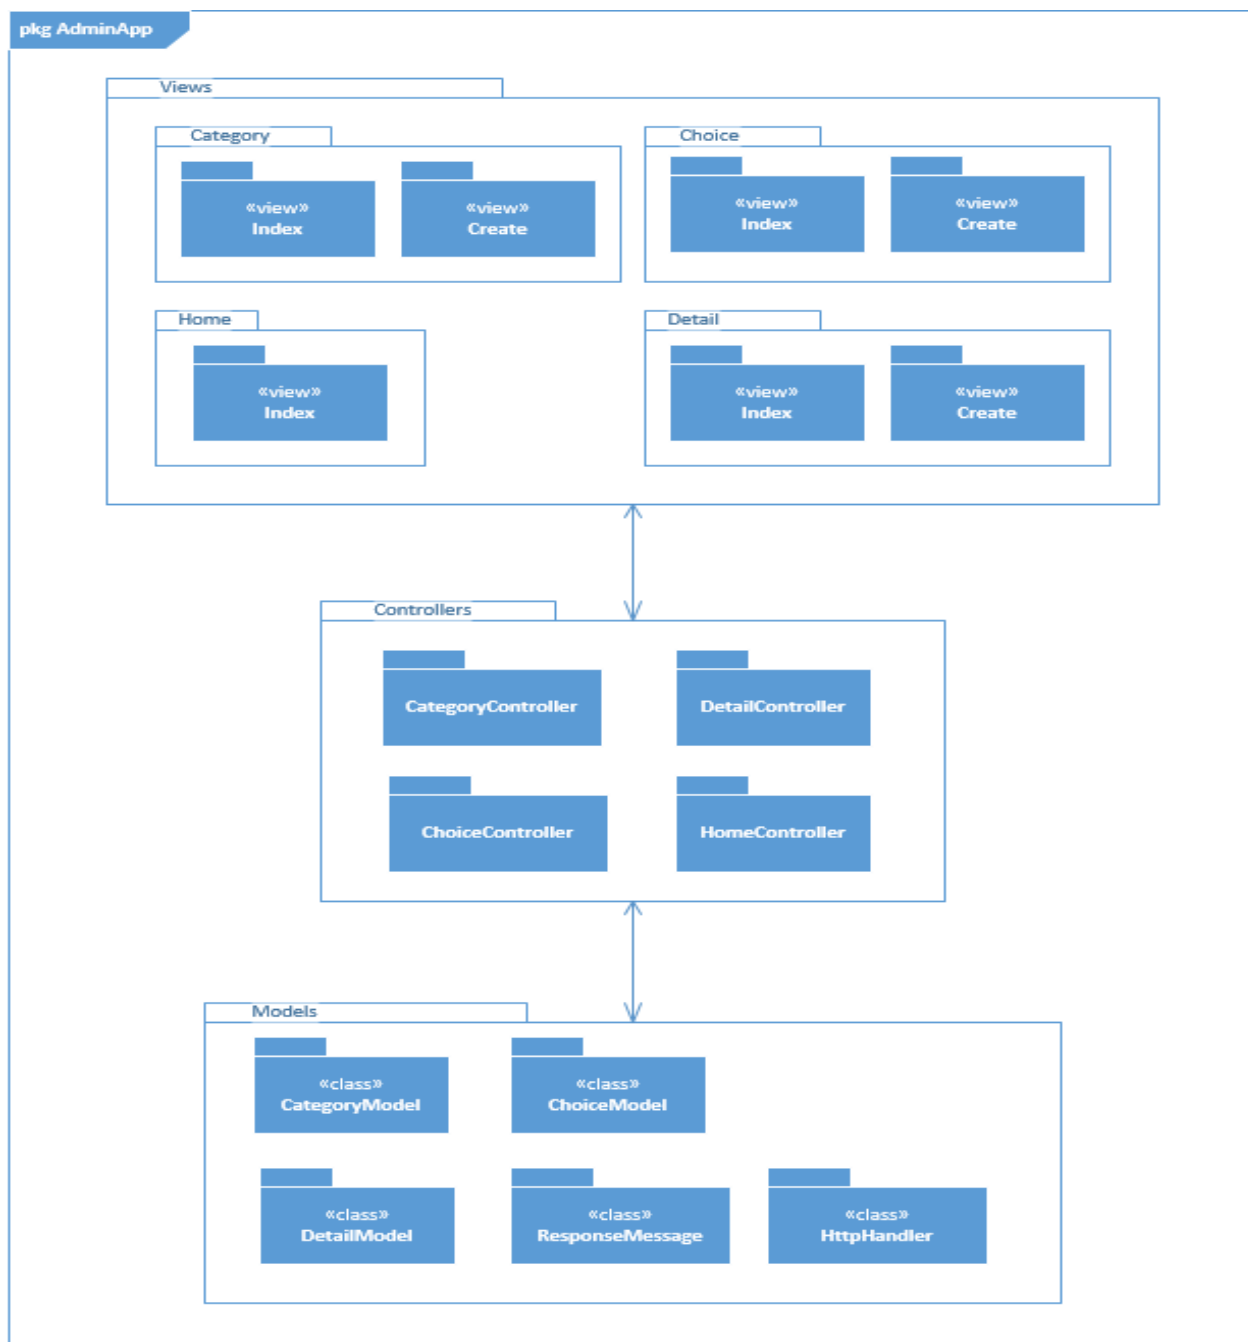 pkg AdminApp
Views
Category
«view»
Index
«view»
Create
Choice
«view»
Index
«view»
Create
Home
«view»
Index
Detail
«view»
Index
«view»
Create
Controllers
CategoryController
DetailController
ChoiceController
HomeController
Models
«class»
CategoryModel
«class»
ChoiceModel
«class»
DetailModel
«class»
ResponseMessage
«class»
HttpHandler